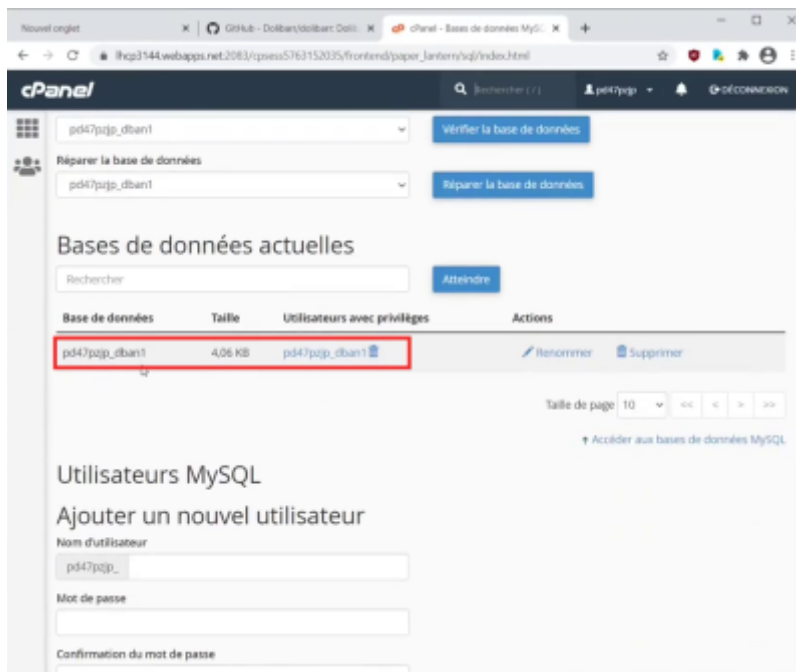 Nouvel onglet
GitHub - Dolibarr/dolibarr: Doli
cPanel - Bases de données MySQL
lhcp3144.webapps.net:2083/cpsess5763152035/frontend/paper_lantern/sql/index.html
cPanel
Rechercher ( / )
pd47pzjp
DÉCONNEXION
pd47pzjp_dban1
Vérifier la base de données
Réparer la base de données
pd47pzjp_dban1
Réparer la base de données
Bases de données actuelles
Rechercher
Atteindre
Base de données Taille Utilisateurs avec privilèges Actions
pd47pzjp_dban1 4,06 KB pd47pzjp_dban1 Renommer Supprimer
Taille de page 10 << < > >>
Accéder aux bases de données MySQL
Utilisateurs MySQL
Ajouter un nouvel utilisateur
Nom d'utilisateur
pd47pzjp_
Mot de passe
Confirmation du mot de passe